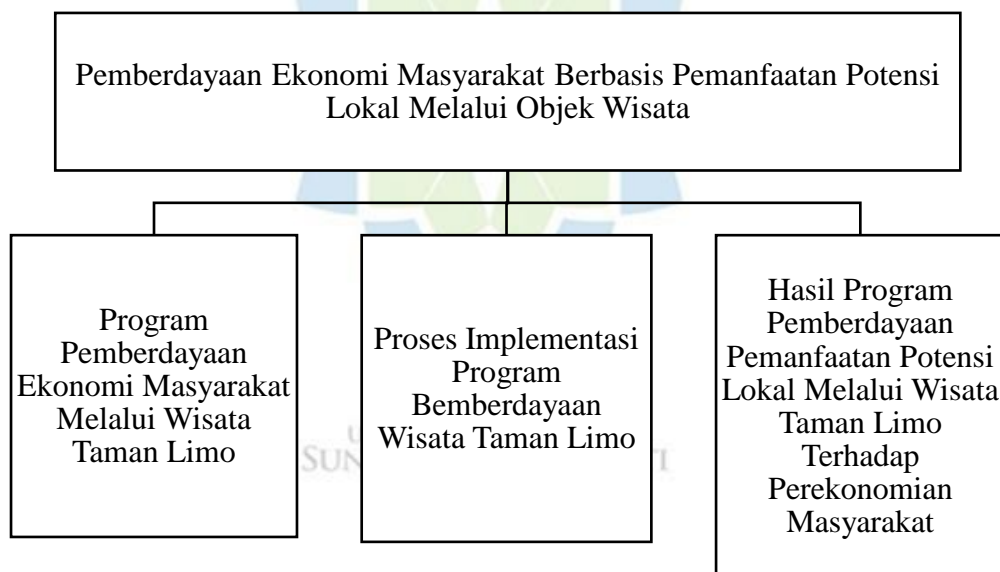 Pemberdayaan Ekonomi Masyarakat Berbasis Pemanfaatan Potensi
Lokal Melalui Objek Wisata
Program
Pemberdayaan
Ekonomi Masyarakat
Melalui Wisata
Taman Limo
Proses Implementasi
Program
Bemberdayaan
Wisata Taman Limo
Hasil Program
Pemberdayaan
Pemanfaatan Potensi
Lokal Melalui Wisata
Taman Limo
Terhadap
Perekonomian
Masyarakat